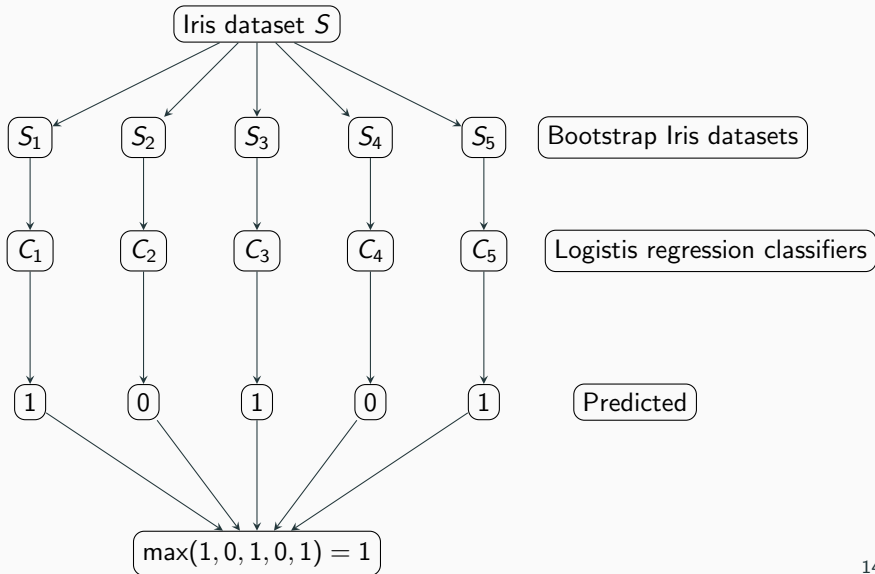 Iris dataset S
S₁ S₂ S₃ S₄ S₅ Bootstrap Iris datasets
C₁ C₂ C₃ C₄ C₅ Logistis regression classifiers
1 0 1 0 1 Predicted
max(1, 0, 1, 0, 1) = 1
14